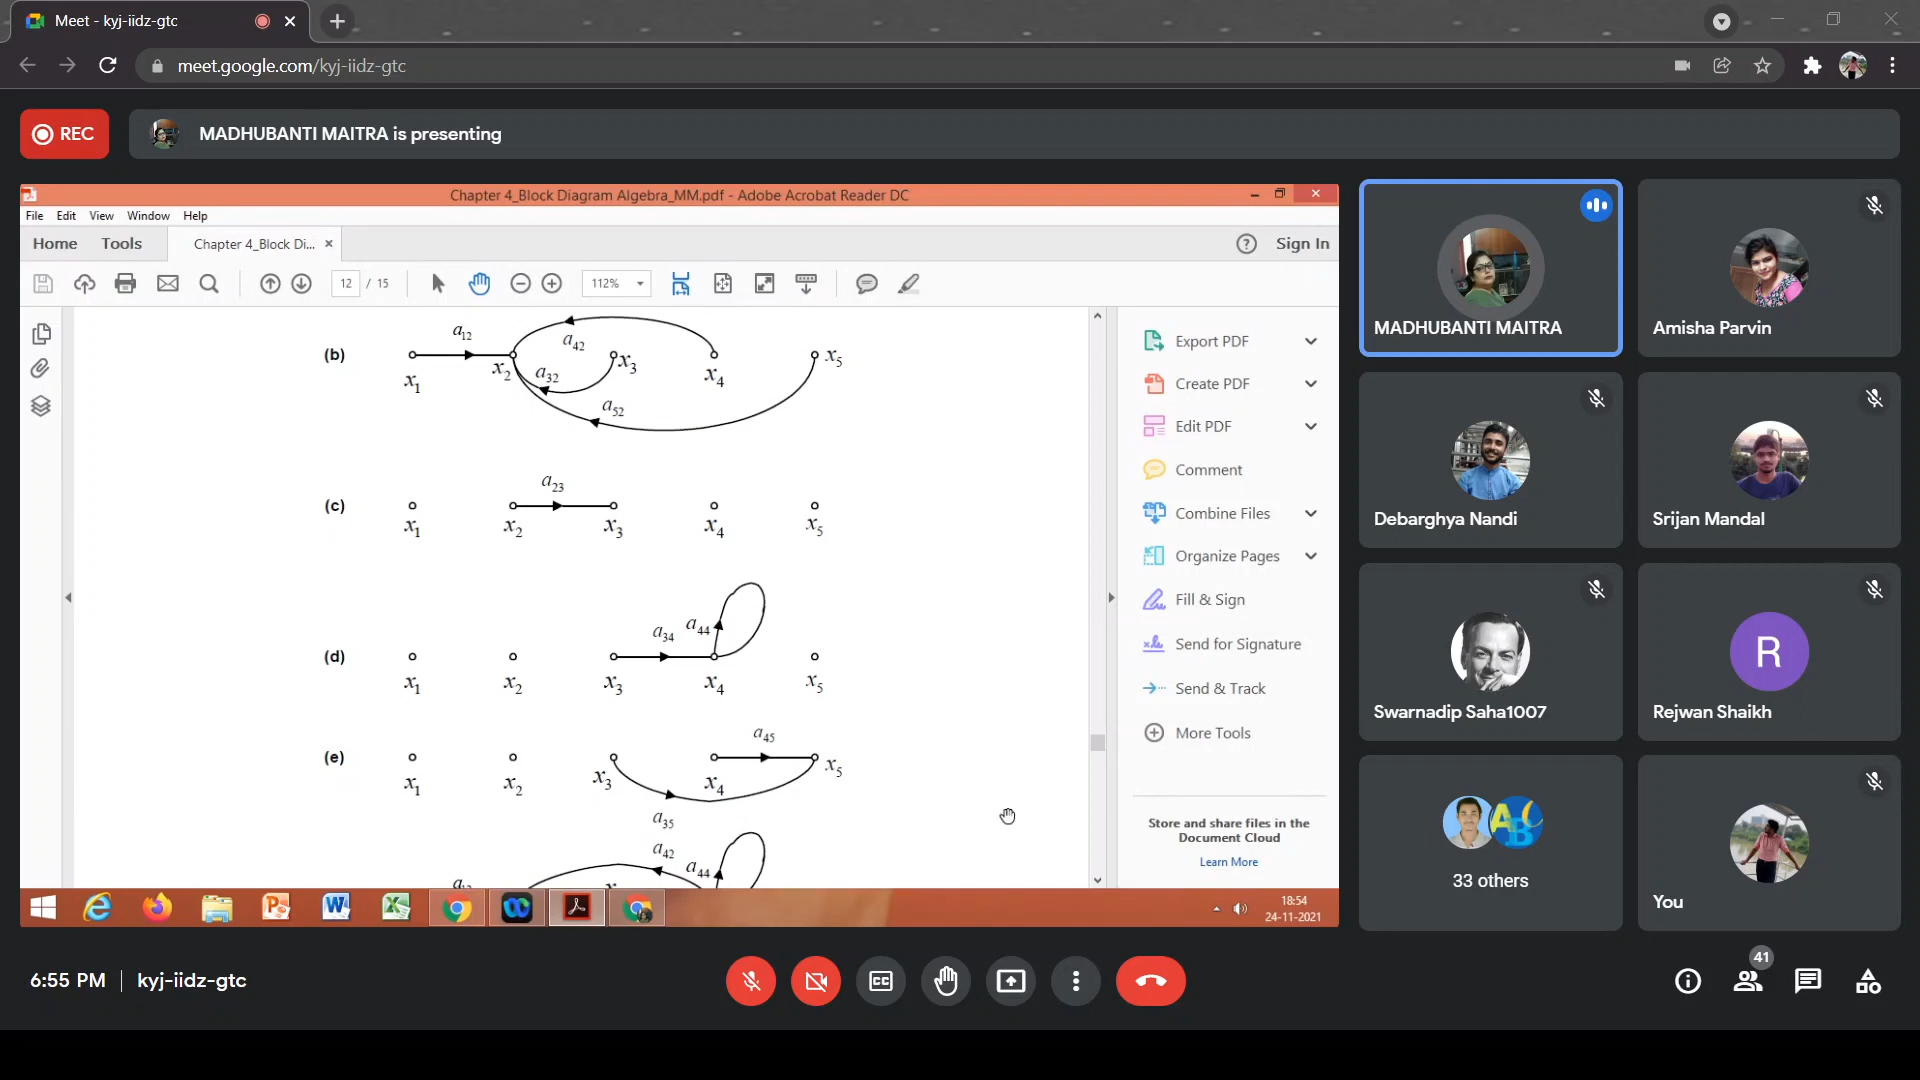 Meet - kyj-iidz-gtc
meet.google.com/kyj-iidz-gtc
REC
MADHUBANTI MAITRA is presenting
Chapter 4_Block Diagram Algebra_MM.pdf - Adobe Acrobat Reader DC
File Edit View Window Help
Home Tools Chapter 4_Block Di... Sign In
12 / 15 112%
(b) a12 a42 a32 a52 x1 x2 x3 x4 x5
(c) a23 x1 x2 x3 x4 x5
(d) a34 a44 x1 x2 x3 x4 x5
(e) a45 x1 x2 x3 x4 x5
a35
a42 a44
Export PDF
Create PDF
Edit PDF
Comment
Combine Files
Organize Pages
Fill & Sign
Send for Signature
Send & Track
More Tools
Store and share files in the
Document Cloud
Learn More
18:54
24-11-2021
MADHUBANTI MAITRA
Amisha Parvin
Debarghya Nandi
Srijan Mandal
Swarnadip Saha1007
R
Rejwan Shaikh
33 others
You
6:55 PM kyj-iidz-gtc
41